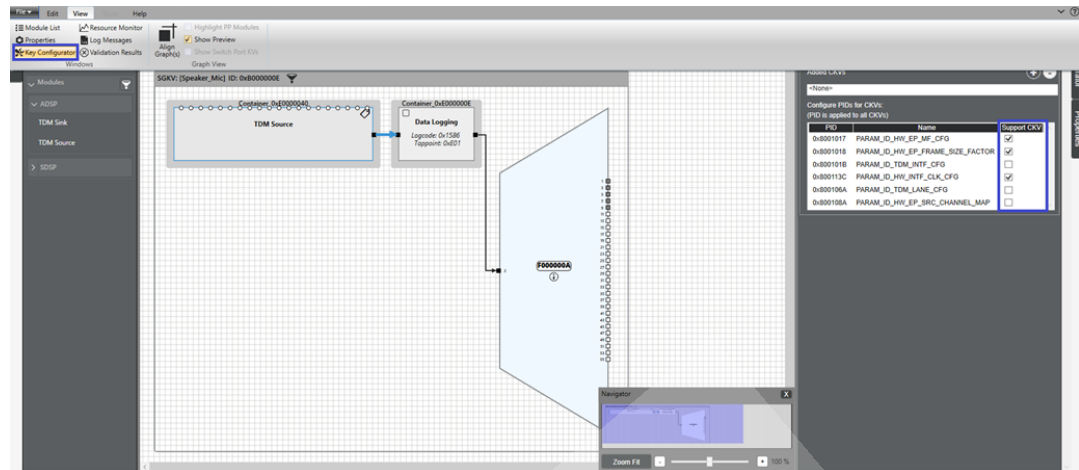 File
Edit
View
Help
Module List
Resource Monitor
Properties
Log Messages
Key Configurator
Validation Results
Windows
Align
Graph(s)
Highlight PP Modules
Show Preview
Show Switch Port KVs
Graph View
Modules
ADSP
TDM Sink
TDM Source
SDSP
SGKV: [Speaker_Mic] ID: 0xB000000E
Container_0xE0000040
TDM Source
Container_0xE000000E
Data Logging
Logcode: 0x1586
Tappoint: 0xE01
F000000A
Navigator
X
Zoom Fit
-
+
100 %
Added CKVs
<None>
Configure PIDs for CKVs:
(PID is applied to all CKVs)
PID Name Support CKV
0x8001017 PARAM_ID_HW_EP_MF_CFG
0x8001018 PARAM_ID_HW_EP_FRAME_SIZE_FACTOR
0x800101B PARAM_ID_TDM_INTF_CFG
0x800113C PARAM_ID_HW_INTF_CLK_CFG
0x800106A PARAM_ID_TDM_LANE_CFG
0x800108A PARAM_ID_HW_EP_SRC_CHANNEL_MAP
Properties